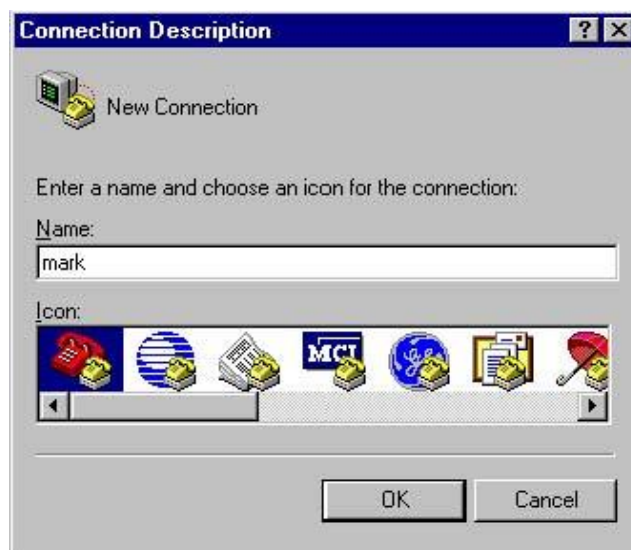 Connection Description
New Connection
Enter a name and choose an icon for the connection:
Name:
mark
Icon:
MCI
OK Cancel